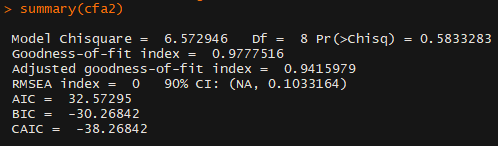 > summary(cfa2)
Model Chisquare =  6.572946   Df =  8 Pr(>Chisq) = 0.5833283
Goodness-of-fit index =  0.9777516
Adjusted goodness-of-fit index =  0.9415979
RMSEA index =  0   90% CI: (NA, 0.1033164)
AIC =  32.57295
BIC =  -30.26842
CAIC =  -38.26842